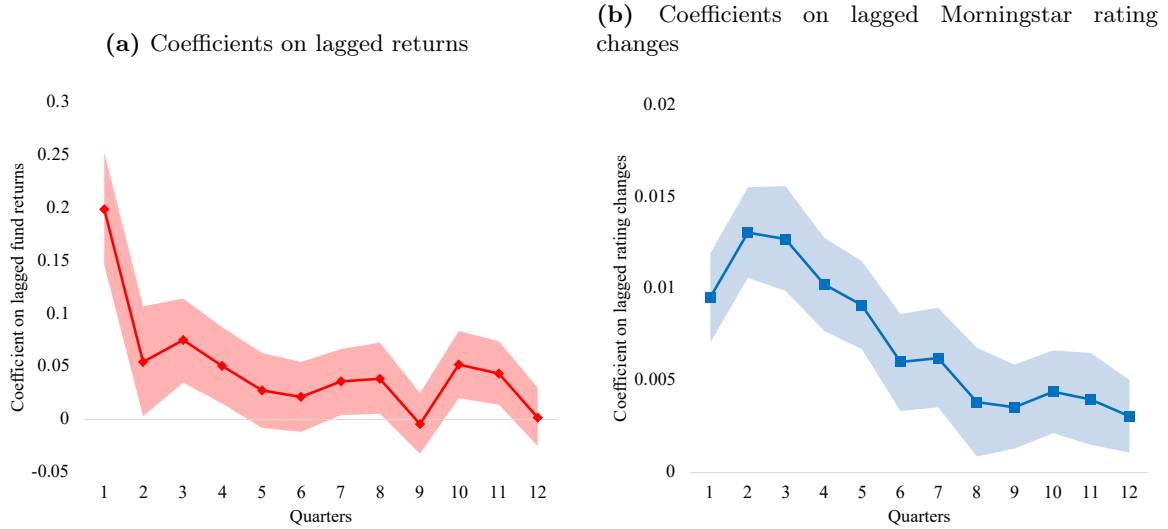 (a) Coefficients on lagged returns
0.3
0.25
0.2
0.15
0.1
0.05
0
-0.05
Coefficient on lagged fund returns
1 2 3 4 5 6 7 8 9 10 11 12
Quarters
(b) Coefficients on lagged Morningstar rating
changes
0.02
0.015
0.01
0.005
0
Coefficient on lagged rating changes
1 2 3 4 5 6 7 8 9 10 11 12
Quarters